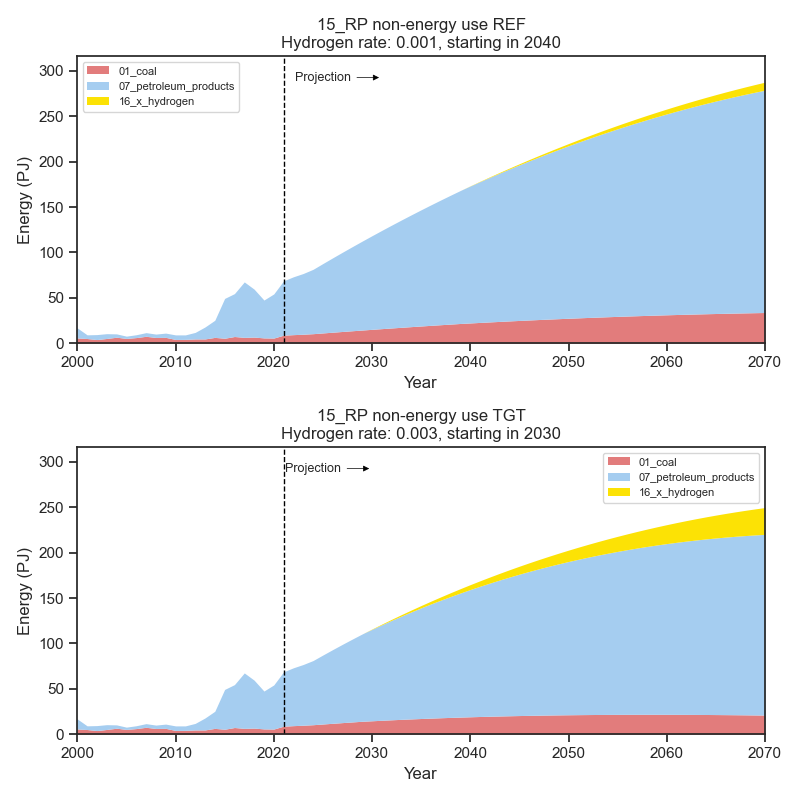 15_RP non-energy use REF
Hydrogen rate: 0.001, starting in 2040
01_coal
07_petroleum_products
16_x_hydrogen
Projection
Energy (PJ)
300
250
200
150
100
50
0
2000 2010 2020 2030 2040 2050 2060 2070
Year
15_RP non-energy use TGT
Hydrogen rate: 0.003, starting in 2030
Projection
01_coal
07_petroleum_products
16_x_hydrogen
Energy (PJ)
300
250
200
150
100
50
0
2000 2010 2020 2030 2040 2050 2060 2070
Year